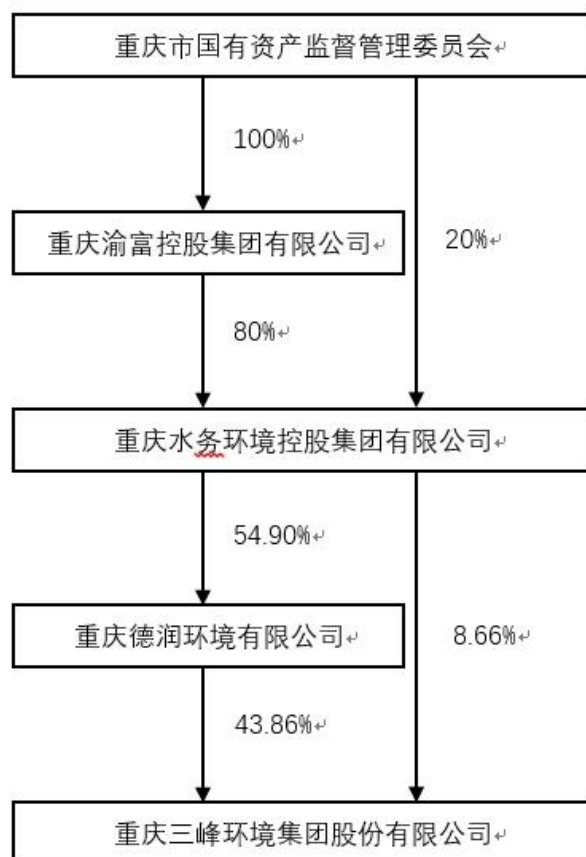 重庆市国有资产监督管理委员会
100%
重庆渝富控股集团有限公司
20%
80%
重庆水务环境控股集团有限公司
54.90%
重庆德润环境有限公司
8.66%
43.86%
重庆三峰环境集团股份有限公司